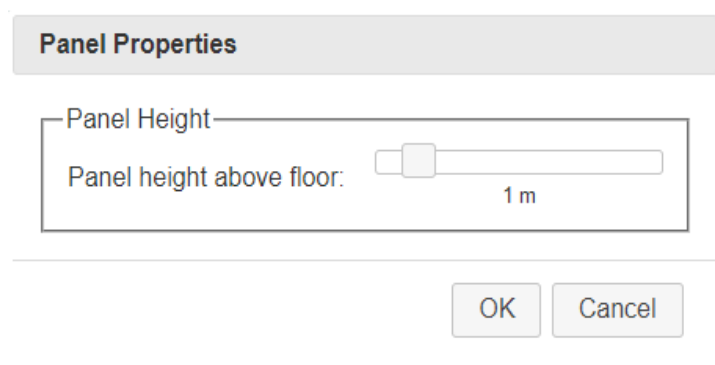 Panel Properties
Panel Height
Panel height above floor:
1 m
OK
Cancel